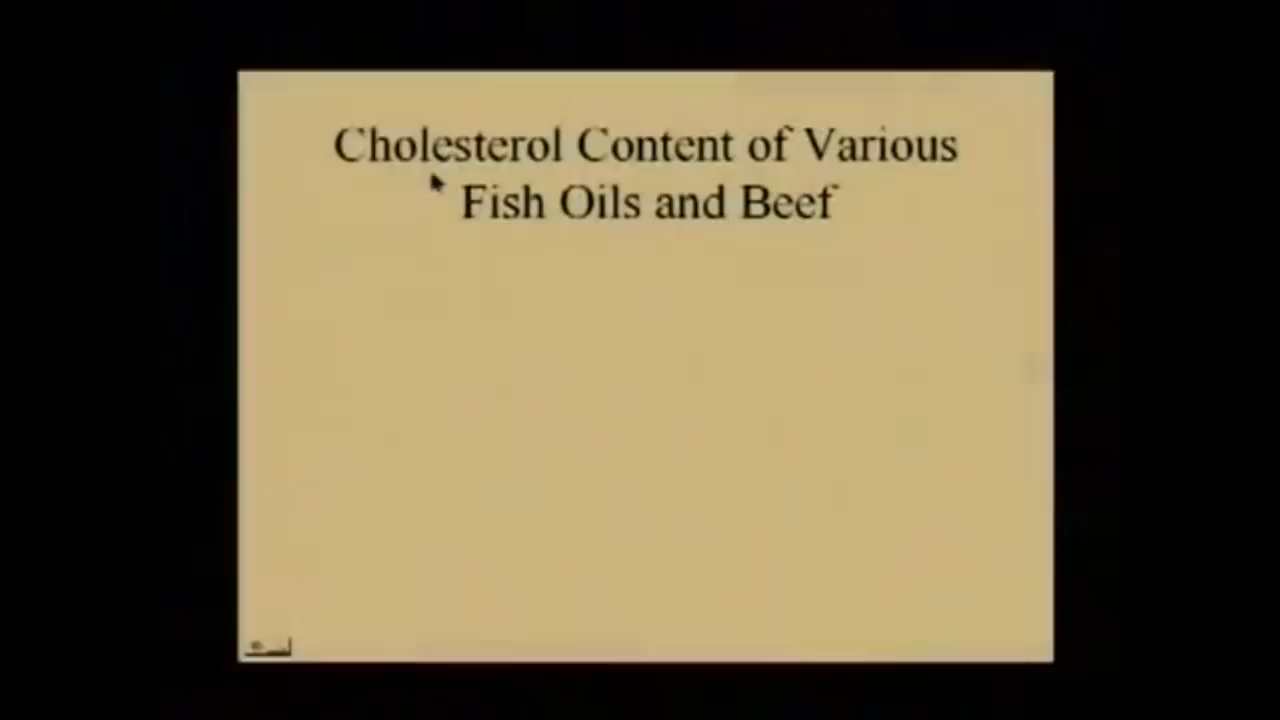 Cholesterol Content of Various
Fish Oils and Beef